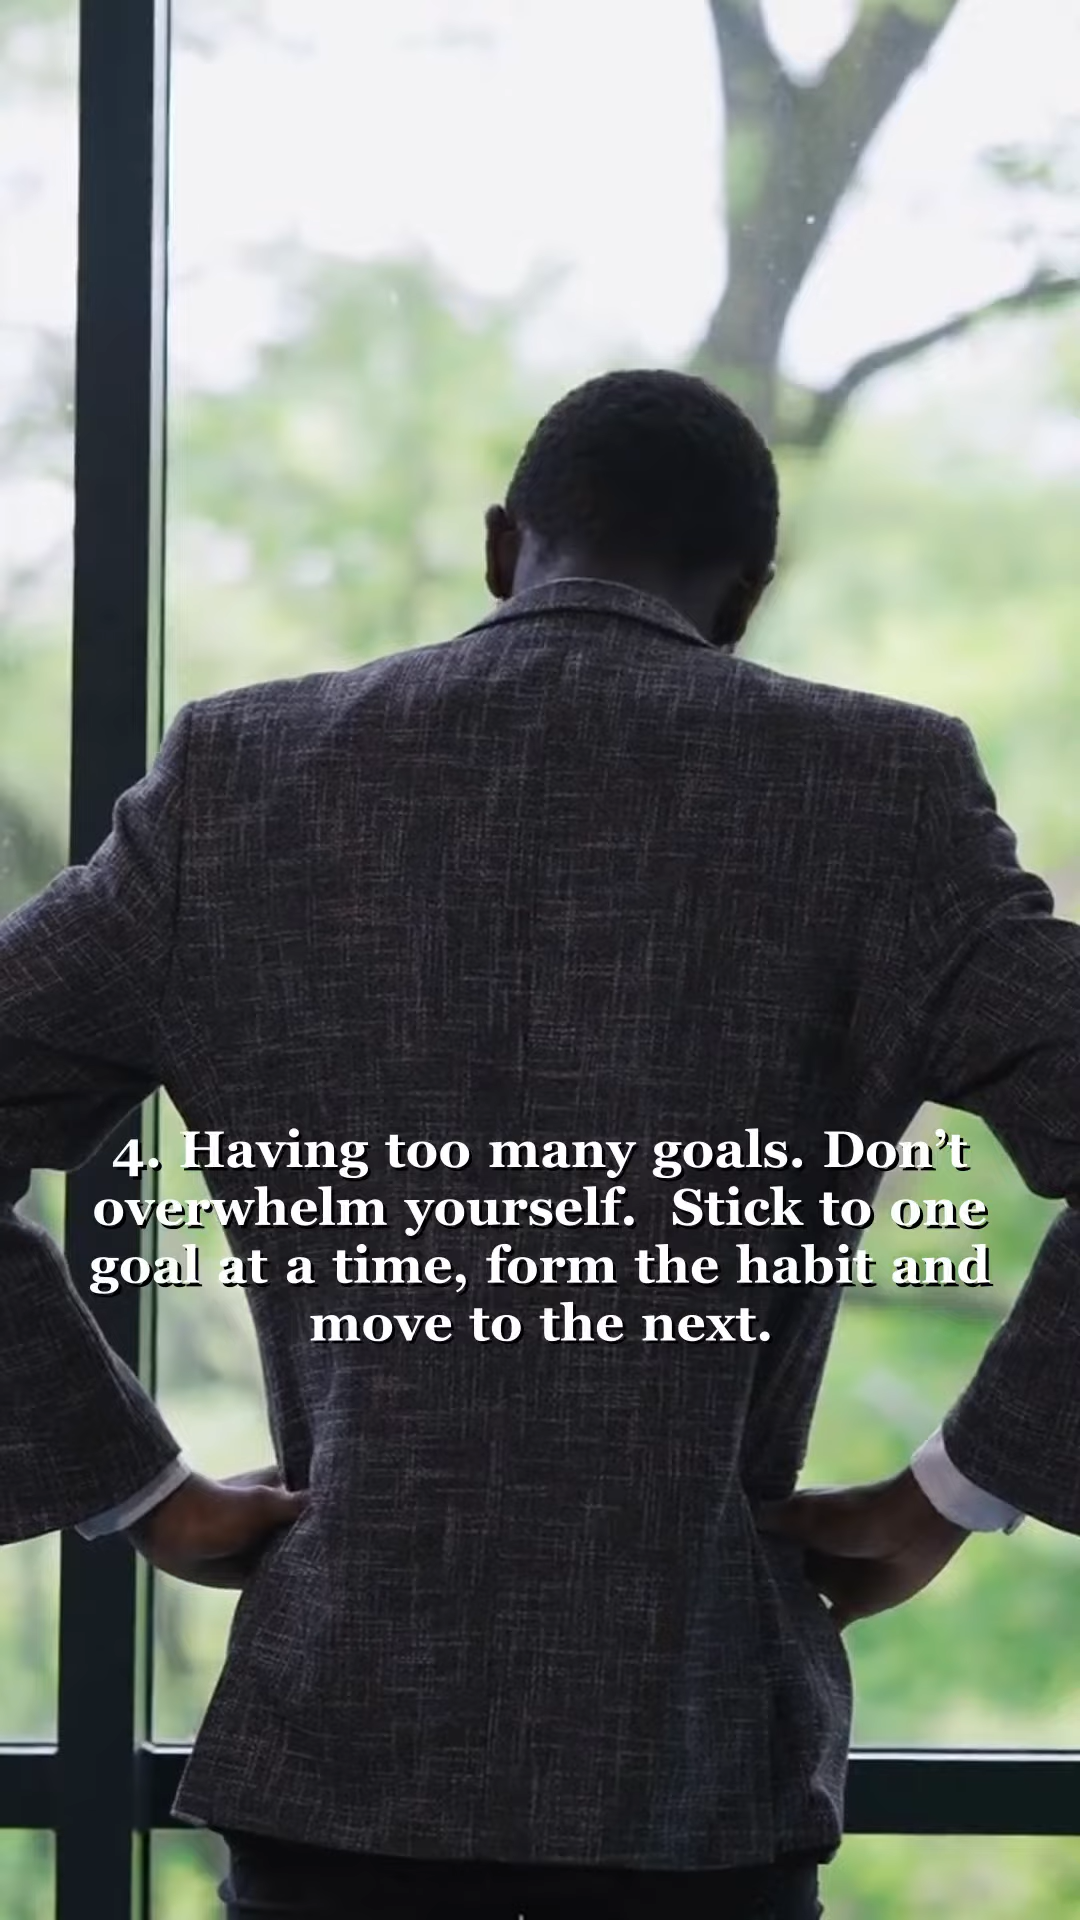 4. Having too many goals. Don’t
overwhelm yourself.  Stick to one
goal at a time, form the habit and
move to the next.